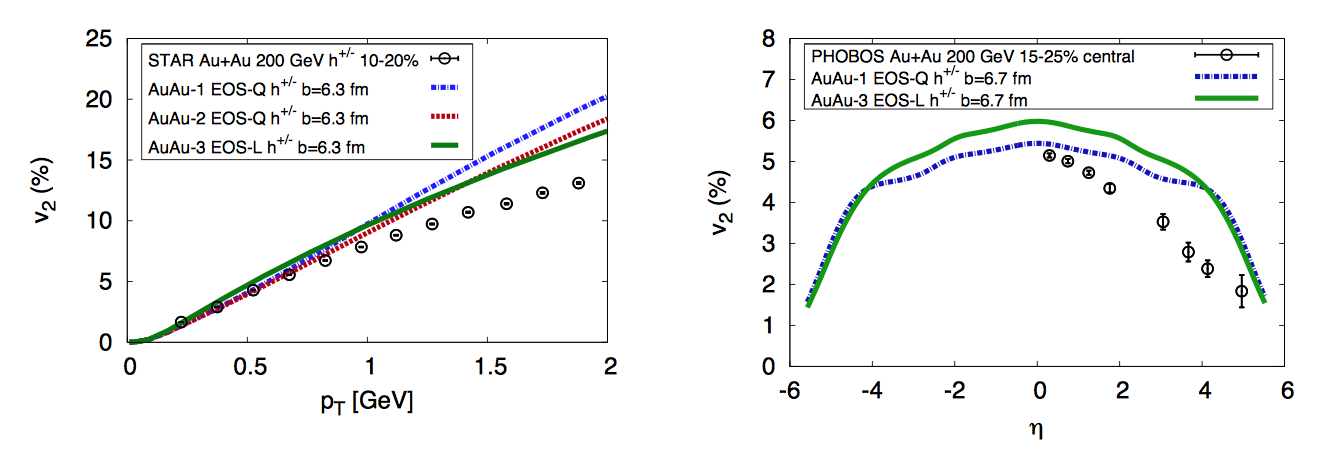 25
20
15
10
5
0
v2 (%)
STAR Au+Au 200 GeV h+/- 10-20%
AuAu-1 EOS-Q h+/- b=6.3 fm
AuAu-2 EOS-Q h+/- b=6.3 fm
AuAu-3 EOS-L h+/- b=6.3 fm
0 0.5 1 1.5 2
pT [GeV]
8
7
6
5
4
3
2
1
0
v2 (%)
PHOBOS Au+Au 200 GeV 15-25% central
AuAu-1 EOS-Q h+/- b=6.7 fm
AuAu-3 EOS-L h+/- b=6.7 fm
-6 -4 -2 0 2 4 6
η